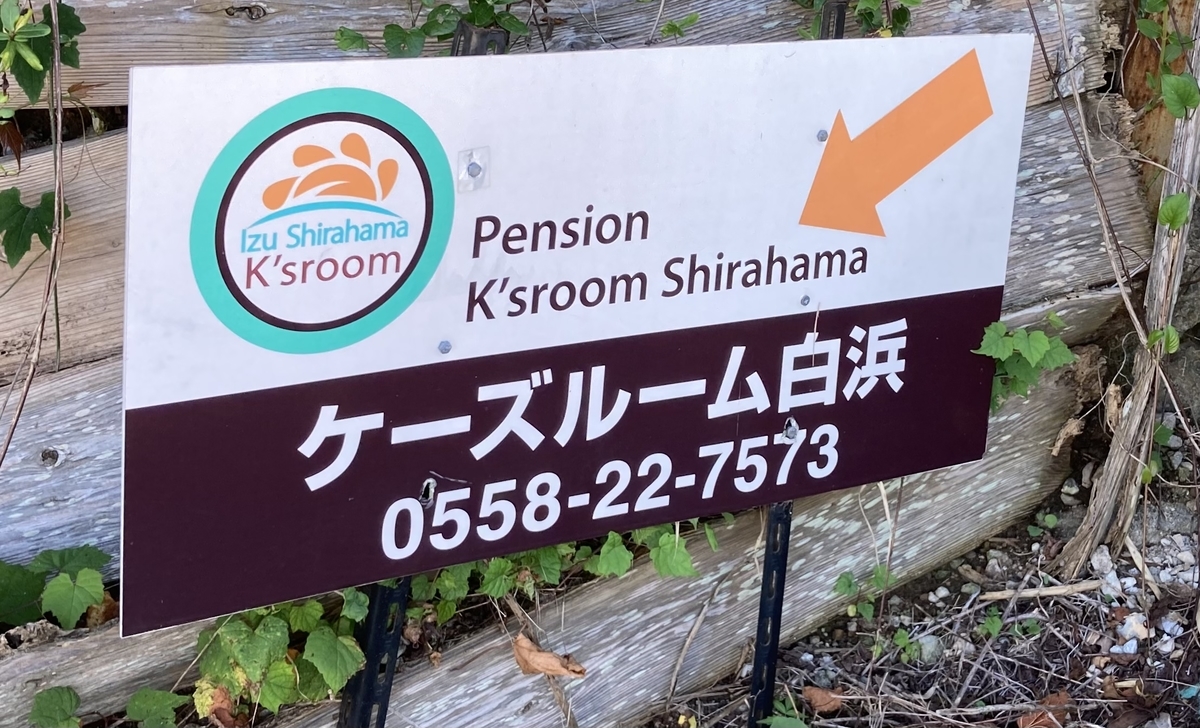 Izu Shirahama
K'sroom
Pension
K'sroom Shirahama
ケーズルーム白浜
0558-22-7573